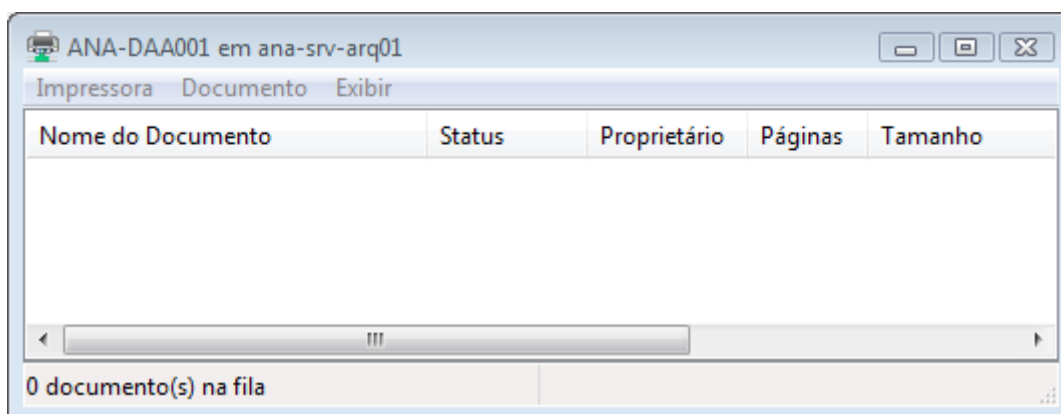 ANA-DAA001 em ana-srv-arq01
Impressora Documento Exibir
Nome do Documento Status Proprietário Páginas Tamanho
0 documento(s) na fila